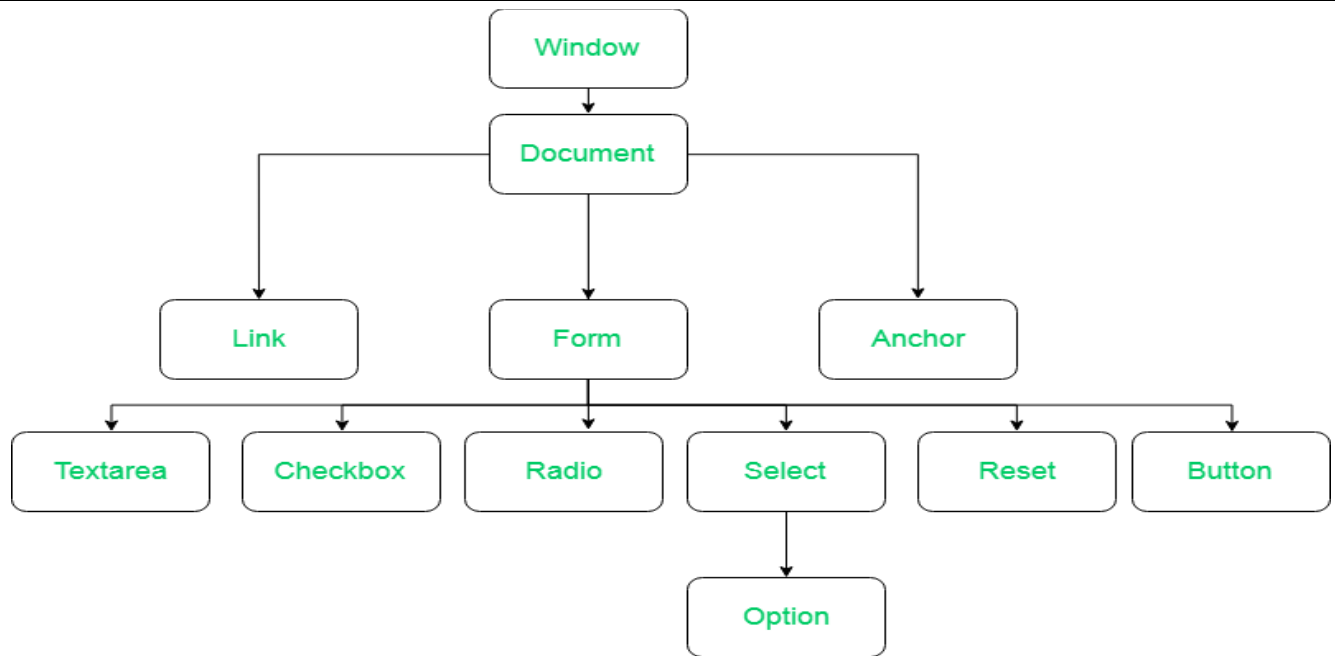 Window
Document
Link
Form
Anchor
Textarea
Checkbox
Radio
Select
Reset
Button
Option